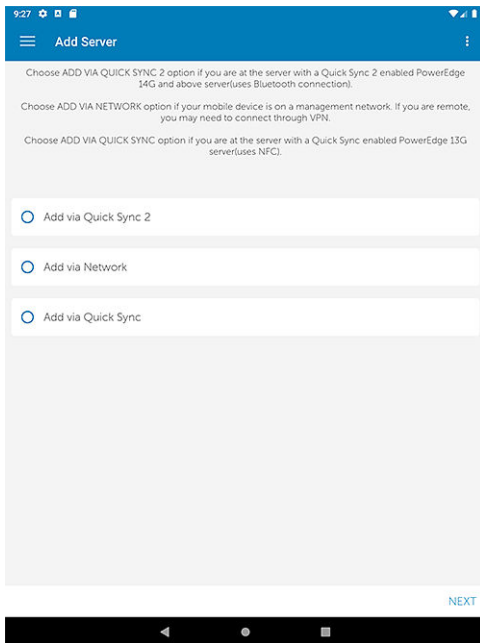 9:27
Add Server
Choose ADD VIA QUICK SYNC 2 option if you are at the server with a Quick Sync 2 enabled PowerEdge
14G and above server(uses Bluetooth connection).
Choose ADD VIA NETWORK option if your mobile device is on a management network. If you are remote,
you may need to connect through VPN.
Choose ADD VIA QUICK SYNC option if you are at the server with a Quick Sync enabled PowerEdge 13G
server(uses NFC).
Add via Quick Sync 2
Add via Network
Add via Quick Sync
NEXT